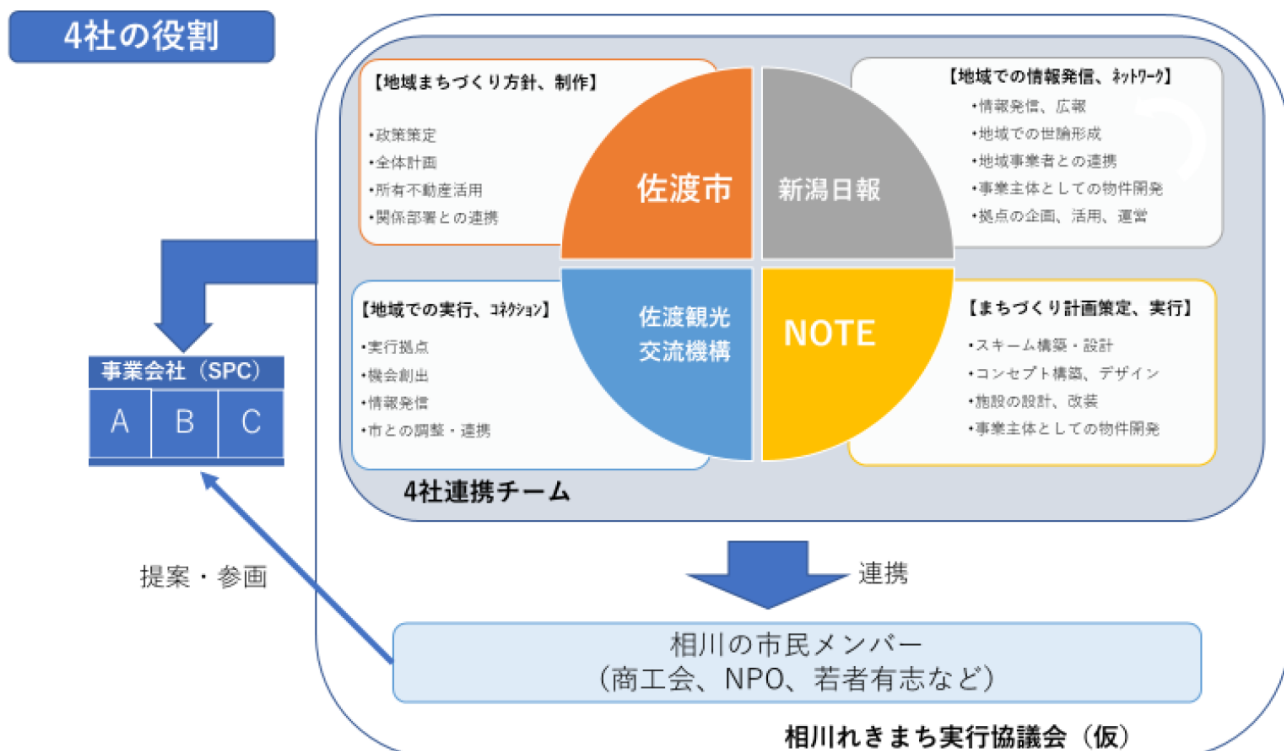 4社の役割
【地域まちづくり方針、制作】
•政策策定
•全体計画
•所有不動産活用
•関係部署との連携
佐渡市
新潟日報
【地域での情報発信、ﾈｯﾄﾜｰｸ】
•情報発信、広報
•地域での世論形成
•地域事業者との連携
•事業主体としての物件開発
•拠点の企画、活用、運営
【地域での実行、ｺﾈｸｼｮﾝ】
•実行拠点
•機会創出
•情報発信
•市との調整・連携
佐渡観光
交流機構
NOTE
【まちづくり計画策定、実行】
•スキーム構築・設計
•コンセプト構築、デザイン
•施設の設計、改装
•事業主体としての物件開発
4社連携チーム
事業会社（SPC）
A B C
提案・参画
連携
相川の市民メンバー
（商工会、NPO、若者有志など）
相川れきまち実行協議会（仮）